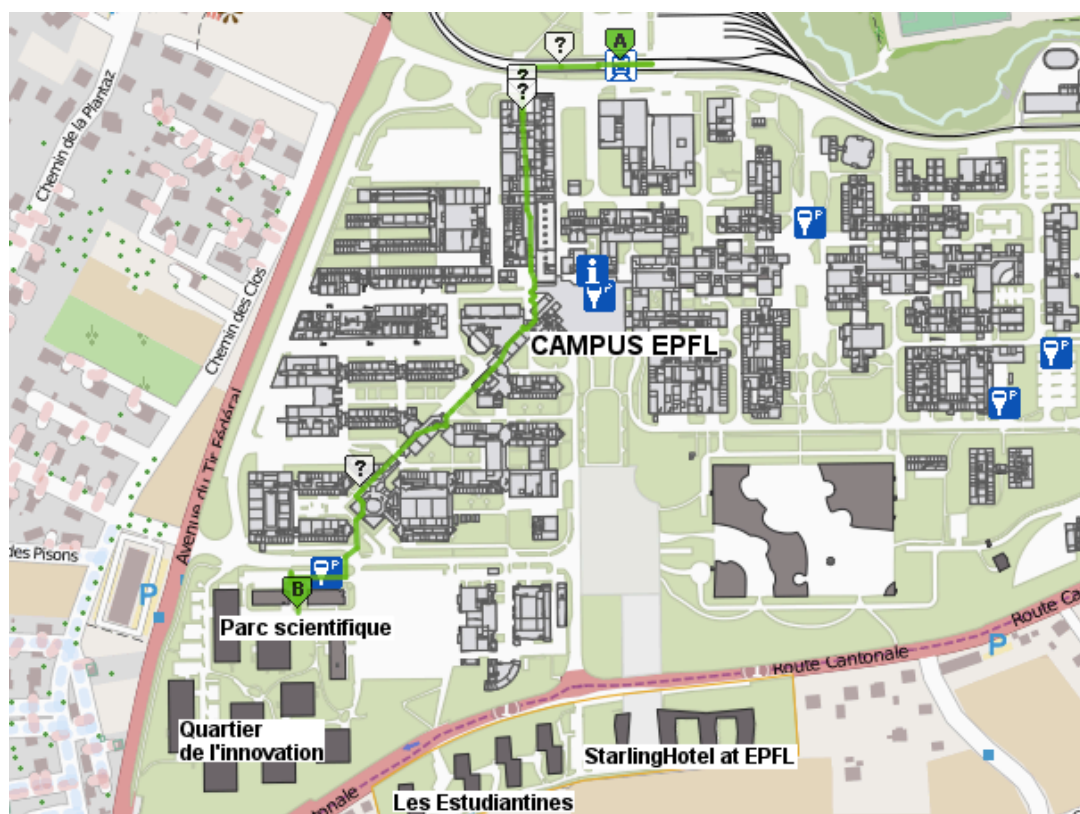 A
?
?
?
Chemin de la Plantaz
P
i
P
Chemin des Clos
CAMPUS EPFL
P
P
Avenue du Tir Fédéral
?
des Pisons
P
P
B
Parc scientifique
Route Ca
P
Route Cantonale
Quartier
de l'innovation
StarlingHotel at EPFL
Les Estudiantines
Cantonale